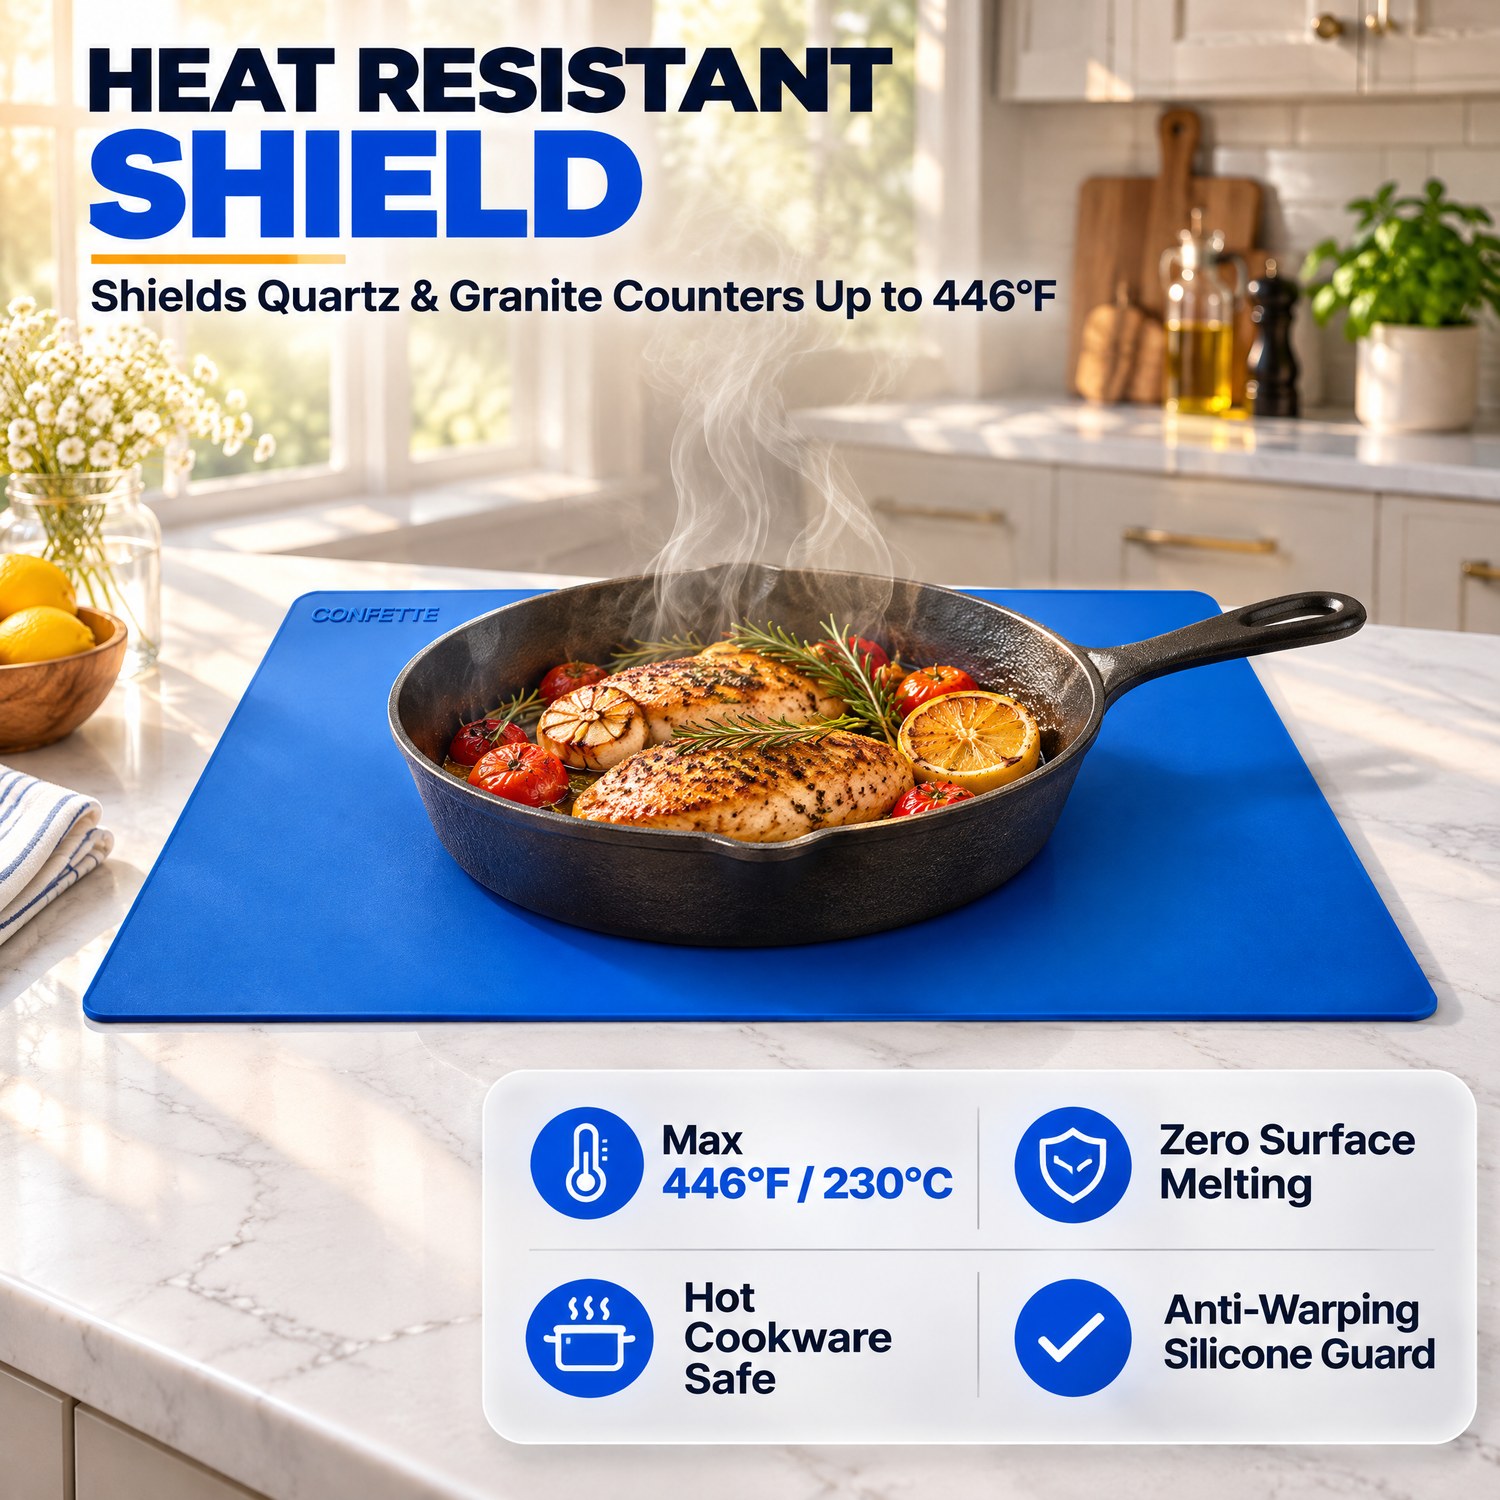 HEAT RESISTANT
SHIELD
Shields Quartz & Granite Counters Up to 446°F
CONFETTE
Max
446°F / 230°C
Zero Surface
Melting
Hot
Cookware
Safe
Anti-Warping
Silicone Guard